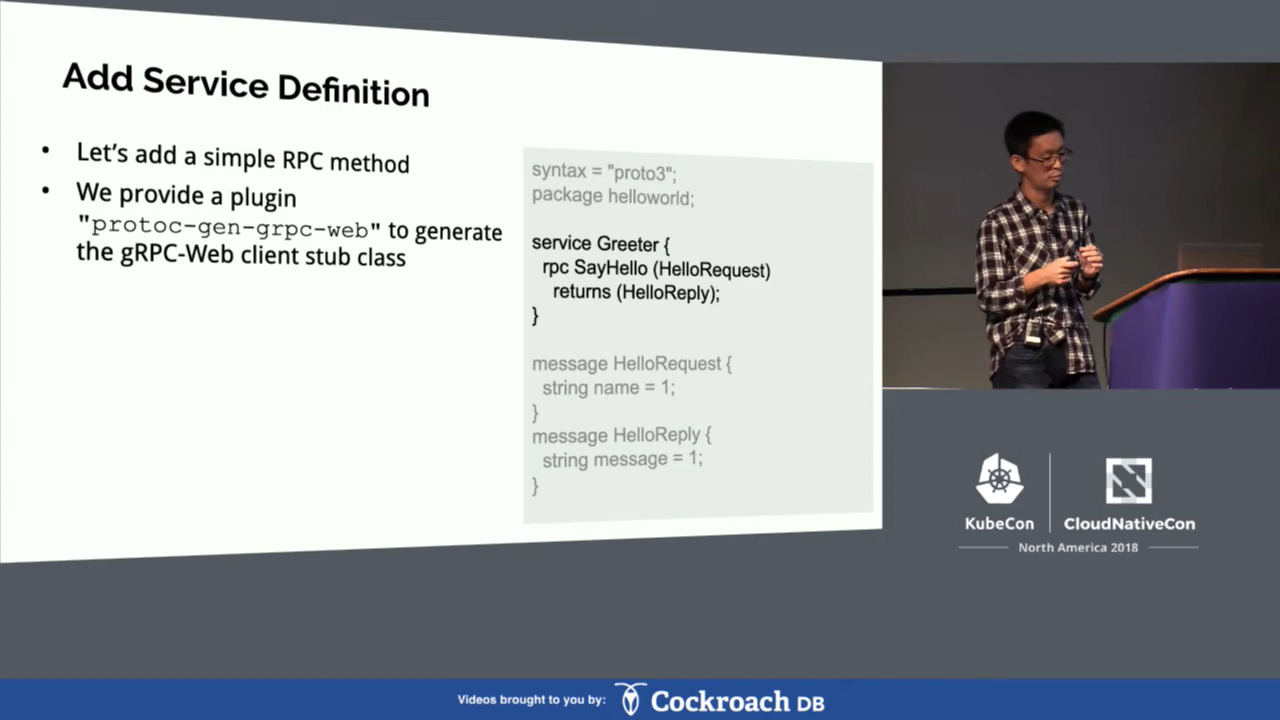 Add Service Definition
• Let's add a simple RPC method
• We provide a plugin
"protoc-gen-grpc-web" to generate
the gRPC-Web client stub class
syntax = "proto3";
package helloworld;
service Greeter {
rpc SayHello (HelloRequest)
returns (HelloReply);
}
message HelloRequest {
string name = 1;
}
message HelloReply {
string message = 1;
}
KubeCon
CloudNativeCon
North America 2018
Videos brought to you by:
Cockroach DB